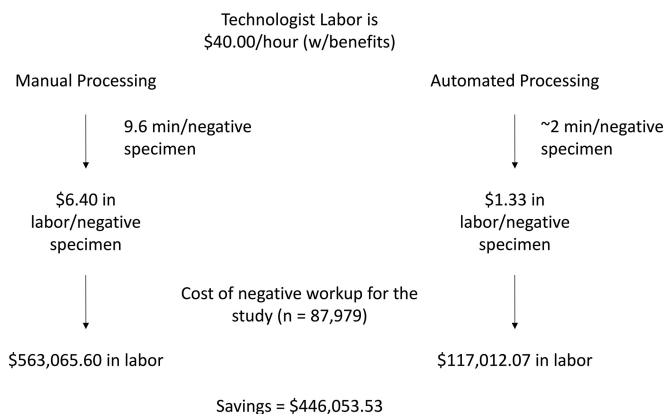 Technologist Labor is
$40.00/hour (w/benefits)
Manual Processing
Automated Processing
9.6 min/negative
specimen
~2 min/negative
specimen
$6.40 in
labor/negative
specimen
$1.33 in
labor/negative
specimen
Cost of negative workup for the
study (n = 87,979)
$563,065.60 in labor
$117,012.07 in labor
Savings = $446,053.53